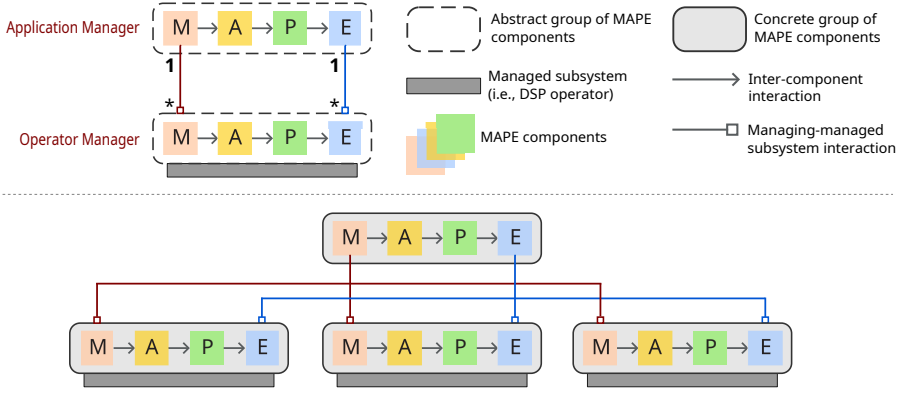 Application Manager
M A P E
1 1
* *
Operator Manager
M A P E
Abstract group of MAPE
components
Concrete group of
MAPE components
Managed subsystem
(i.e., DSP operator)
Inter-component
interaction
MAPE components
Managing-managed
subsystem interaction
M A P E
M A P E
M A P E
M A P E